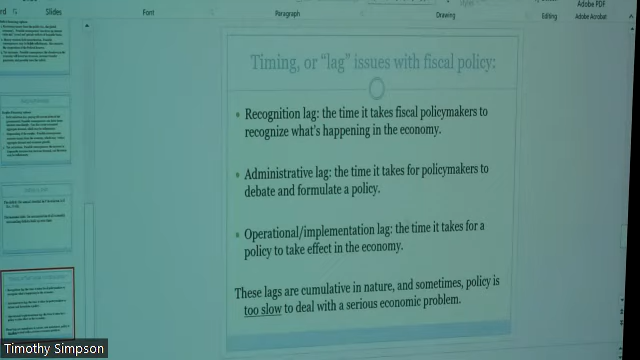 Slides
Font
Paragraph
Drawing
Editing
Adobe PDF
Adobe Acrobat
Timing, or “lag” issues with fiscal policy:
• Recognition lag: the time it takes fiscal policymakers to
recognize what's happening in the economy.
• Administrative lag: the time it takes for policymakers to
debate and formulate a policy.
• Operational/implementation lag: the time it takes for a
policy to take effect in the economy.
These lags are cumulative in nature, and sometimes, policy is
too slow to deal with a serious economic problem.
Timothy Simpson